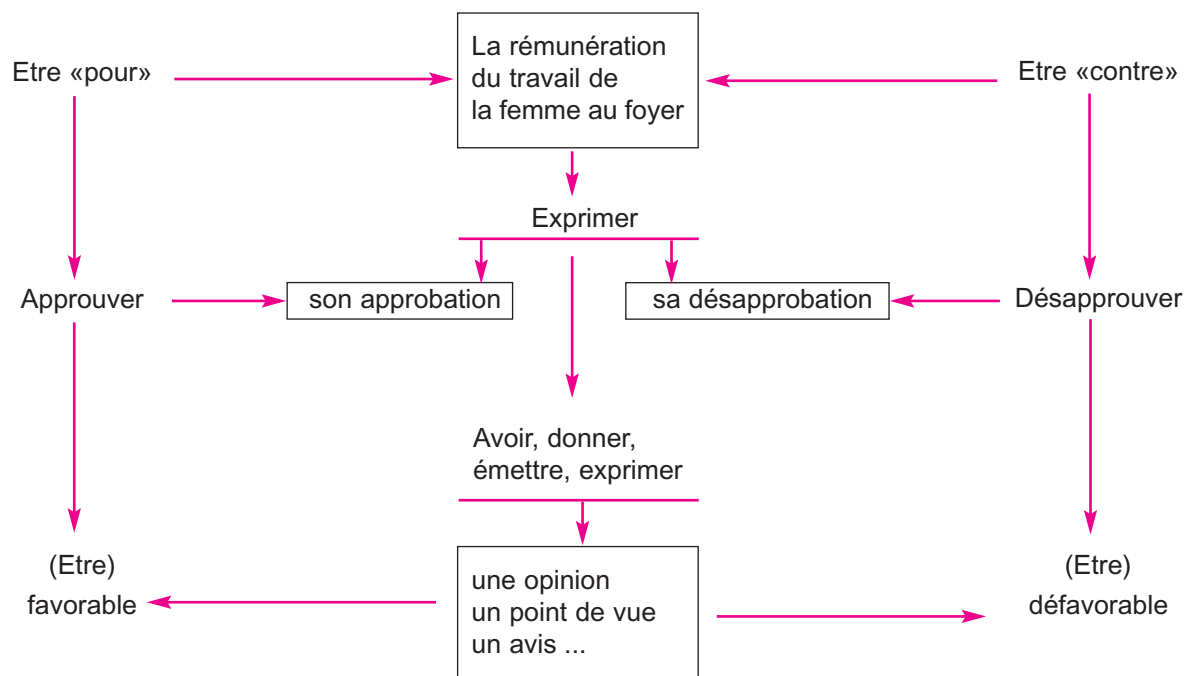 La rémunération
du travail de
la femme au foyer
Etre «pour»
Etre «contre»
Exprimer
Approuver
son approbation
sa désapprobation
Désapprouver
Avoir, donner,
émettre, exprimer
(Etre)
favorable
une opinion
un point de vue
un avis ...
(Etre)
défavorable